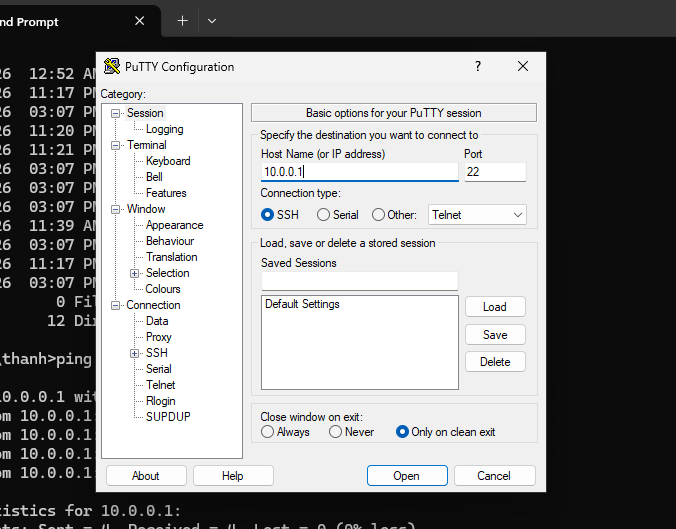 nd Prompt
PuTTY Configuration
?
Category:
Session
Logging
Terminal
Keyboard
Bell
Features
Window
Appearance
Behaviour
Translation
Selection
Colours
Connection
Data
Proxy
SSH
Serial
Telnet
Rlogin
SUPDUP
Basic options for your PuTTY session
Specify the destination you want to connect to
Host Name (or IP address) Port
10.0.0.1 22
Connection type:
SSH Serial Other: Telnet
Load, save or delete a stored session
Saved Sessions
Default Settings
Load
Save
Delete
Close window on exit:
Always Never Only on clean exit
About Help Open Cancel
26 12:52 A
26 11:17 P
26 03:07 P
26 11:20 P
26 11:21 P
26 03:07 P
26 03:07 P
26 03:07 P
26 11:39 A
26 03:07 P
26 11:17 P
26 03:07 P
0 Fil
12 Dir
\thanh>ping
10.0.0.1 wit
om 10.0.0.1:
om 10.0.0.1:
om 10.0.0.1:
om 10.0.0.1:
tistics for 10.0.0.1:
ts: Sent = 4, Received = 4, Lost = 0 (0% loss)